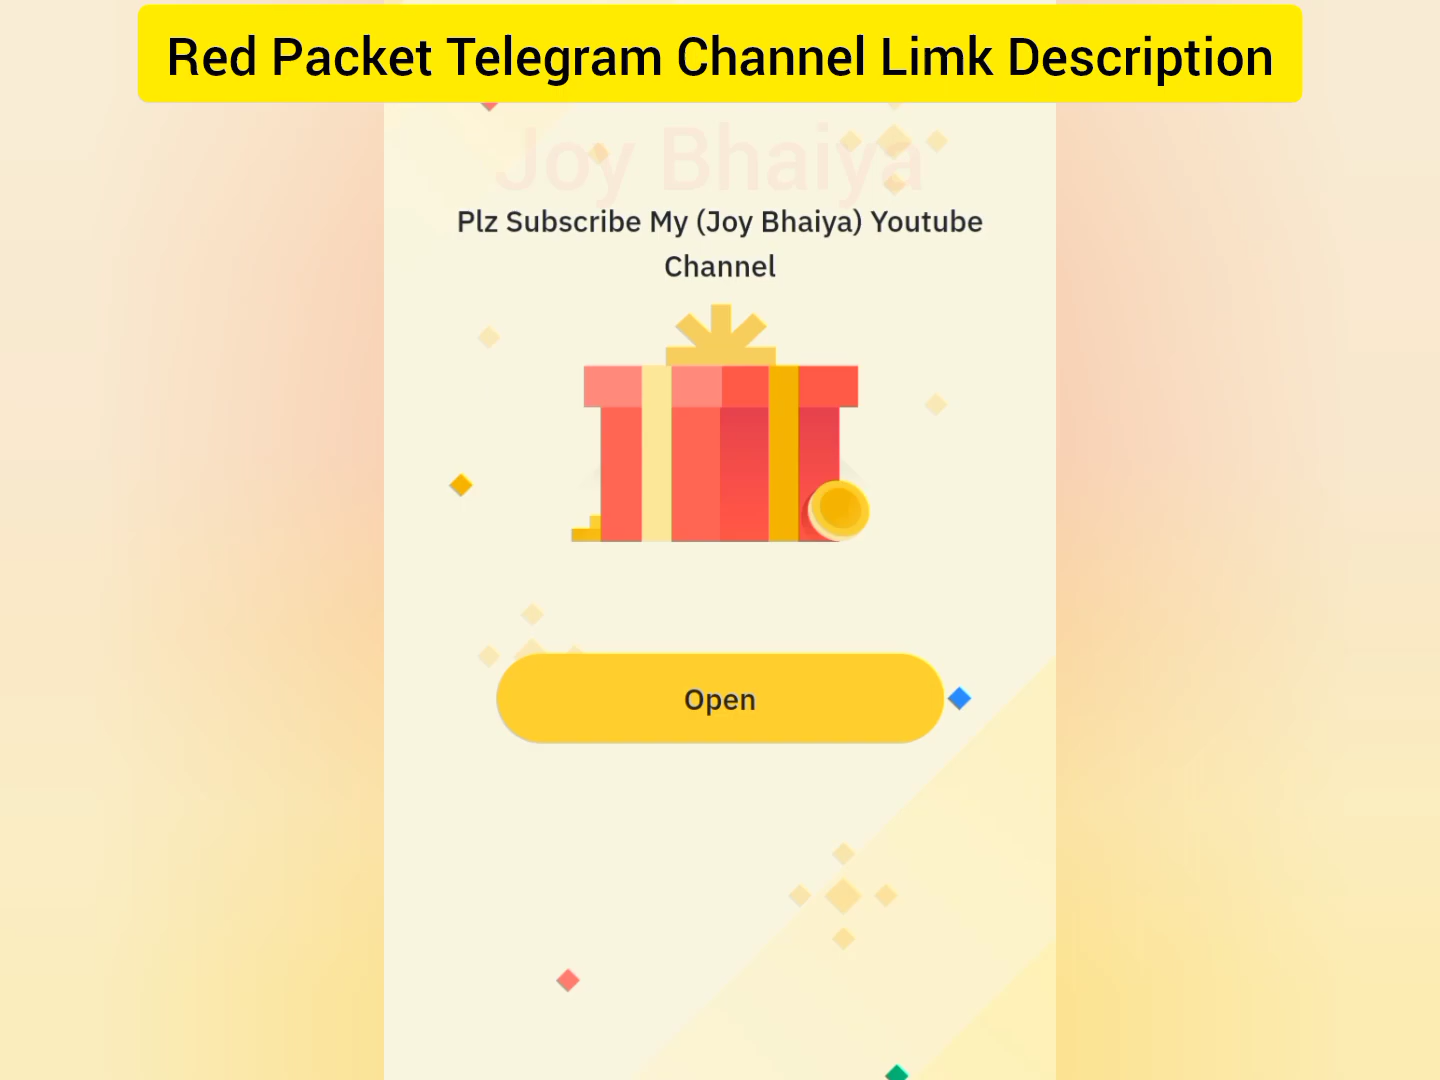 Red Packet Telegram Channel Limk Description
Joy Bhaiya
Plz Subscribe My (Joy Bhaiya) Youtube
Channel
Open